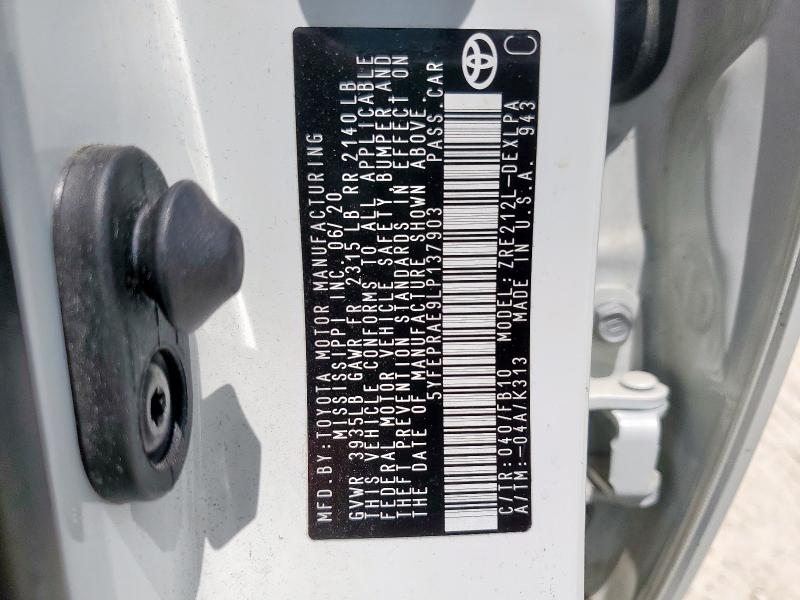 MFD.BY:TOYOTA MOTOR MANUFACTURING
MISSISSIPPI INC. 06/20
GVWR 3935LB GAWR FR 2315 LB RR 2140LB
THIS VEHICLE CONFORMS TO ALL APPLICABLE
FEDERAL MOTOR VEHICLE SAFETY BUMPER,AND
THEFT PREVENTION STANDARDS IN EFFECT ON
THE DATE OF MANUFACTURE SHOWN ABOVE.
5YFEPRAE9LP137903 PASS.CAR
C/TR:040/FB10 MODEL:ZRE212L-DEXLPA
A/TM:-04A/K313 MADE IN U.S.A. 943
C